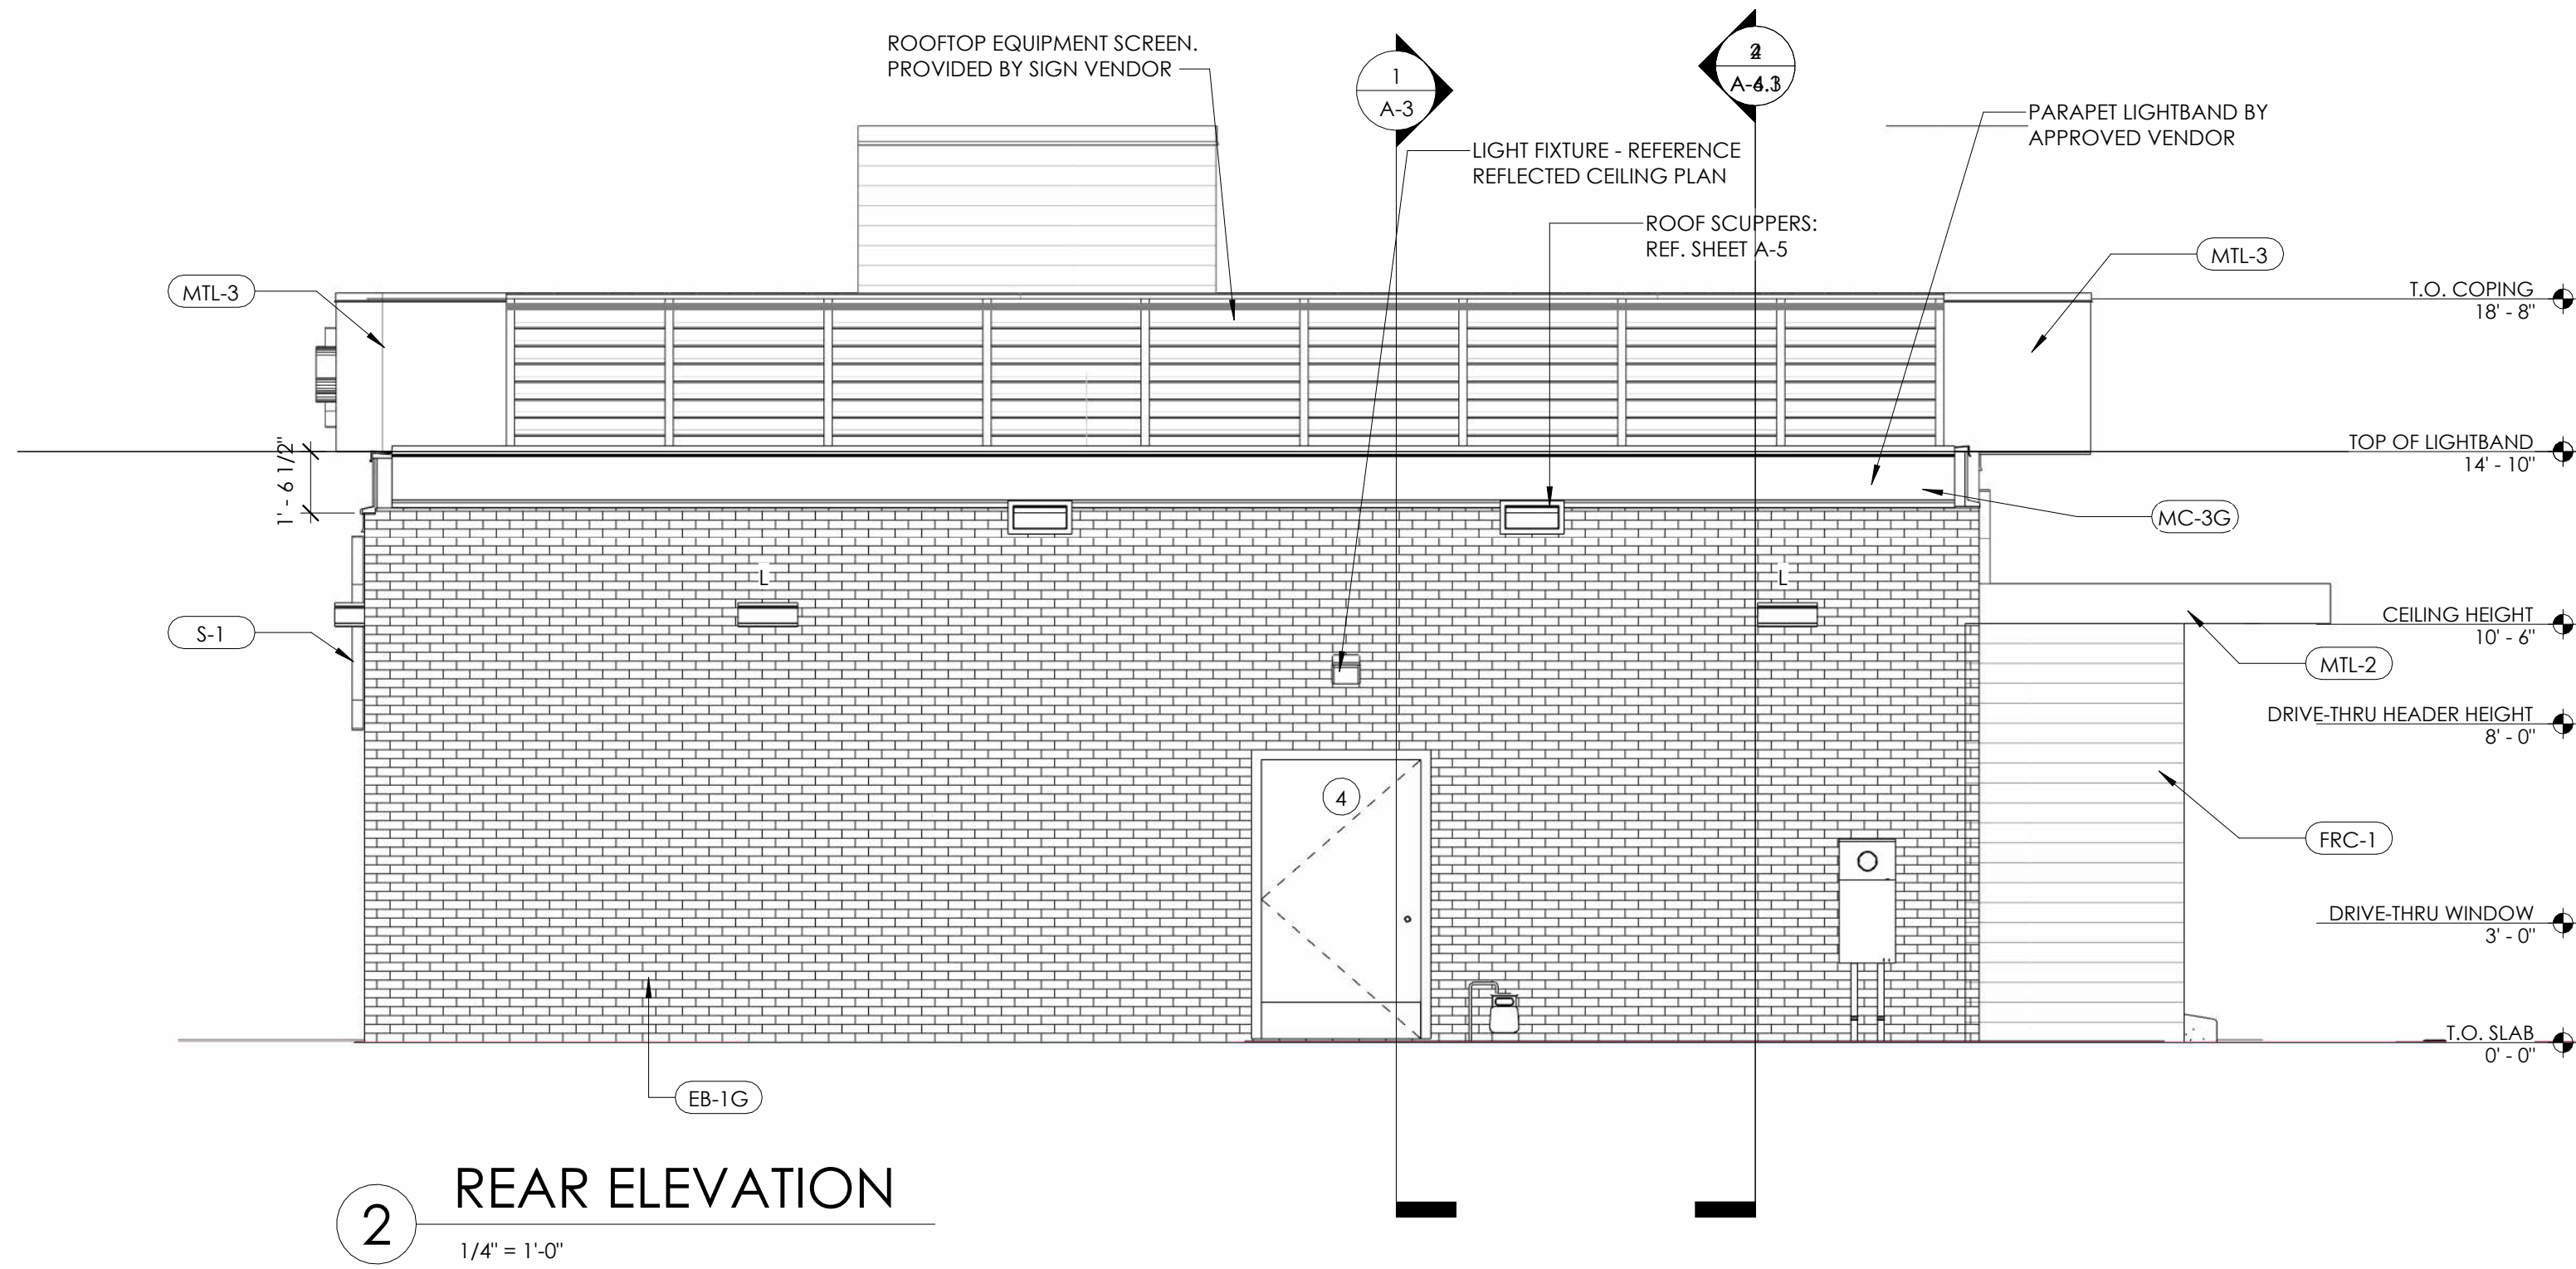 ROOFTOP EQUIPMENT SCREEN.
PROVIDED BY SIGN VENDOR
1
A-3
PARAPET LIGHTBAND BY
APPROVED VENDOR
LIGHT FIXTURE - REFERENCE
REFLECTED CEILING PLAN
ROOF SCUPPERS:
REF. SHEET A-5
MTL-3
MTL-3
T.O. COPING
18' - 8"
TOP OF LIGHTBAND
14' - 10"
1' - 6 1/2"
MC-3G
L
L
S-1
CEILING HEIGHT
10' - 6"
MTL-2
DRIVE-THRU HEADER HEIGHT
8' - 0"
4
FRC-1
DRIVE-THRU WINDOW
3' - 0"
T.O. SLAB
0' - 0"
EB-1G
2
REAR ELEVATION
1/4" = 1'-0"